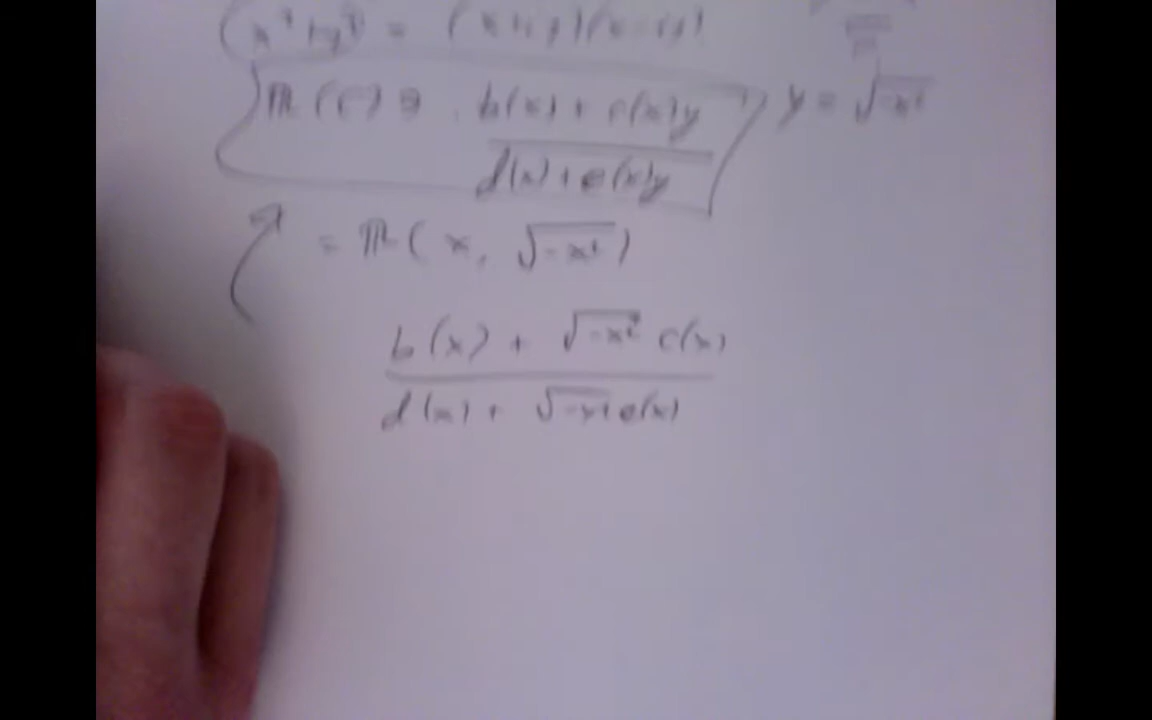 (x² + y²) = (x+iy)(x-iy)
ℝ(C) ∋ b(x) + c(x)y
d(x) + e(x)y
y = √-x²
= ℝ(x, √-x²)
b(x) + √-x² c(x)
d(x) + √-x² e(x)